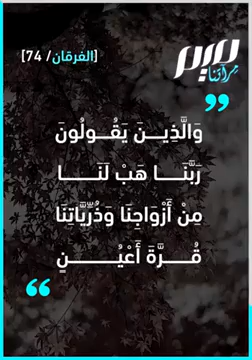 [الفرقان/ 74]
وَالَّذِينَ يَقُولُونَ
رَبَّنَا هَبْ لَنَا
مِنْ أَزْوَاجِنَا وَذُرِّيَّاتِنَا
قُرَّةَ أَعْيُنٍ